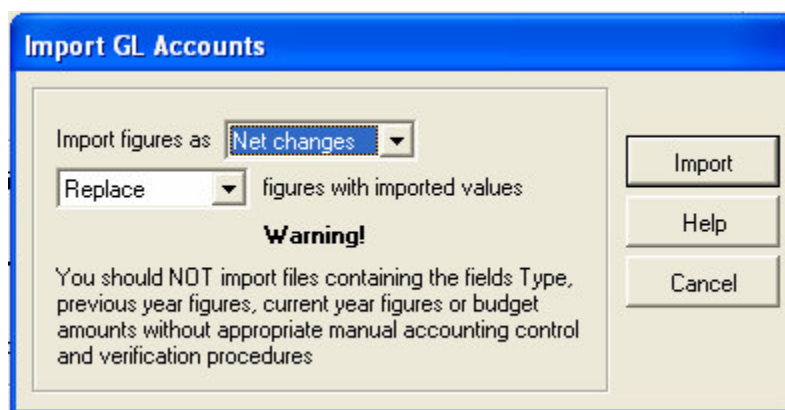 Import GL Accounts
Import figures as Net changes
Replace figures with imported values
Warning!
You should NOT import files containing the fields Type,
previous year figures, current year figures or budget
amounts without appropriate manual accounting control
and verification procedures
Import
Help
Cancel